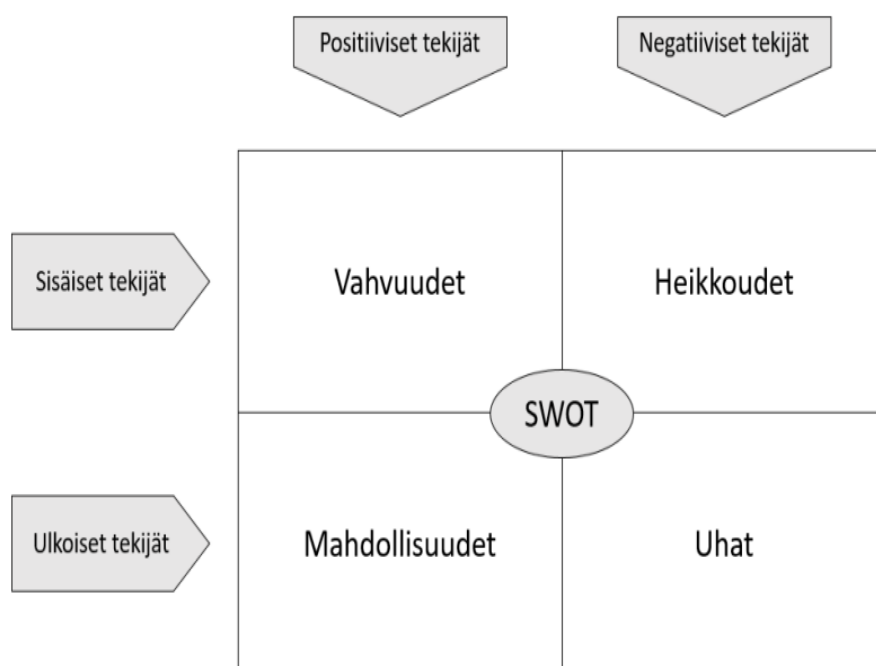 Positiiviset tekijät
Negatiiviset tekijät
Sisäiset tekijät
Vahvuudet
Heikkoudet
SWOT
Ulkoiset tekijät
Mahdollisuudet
Uhat